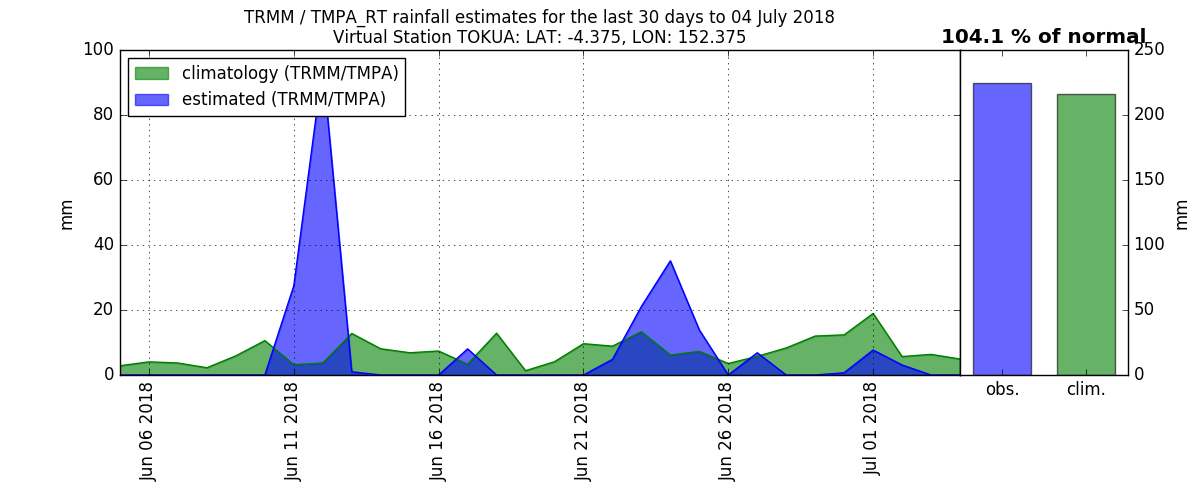 TRMM / TMPA_RT rainfall estimates for the last 30 days to 04 July 2018
Virtual Station TOKUA: LAT: -4.375, LON: 152.375
104.1 % of normal
climatology (TRMM/TMPA)
estimated (TRMM/TMPA)
100
80
60
40
20
0
mm
250
200
150
100
50
0
mm
Jun 06 2018
Jun 11 2018
Jun 16 2018
Jun 21 2018
Jun 26 2018
Jul 01 2018
obs.
clim.